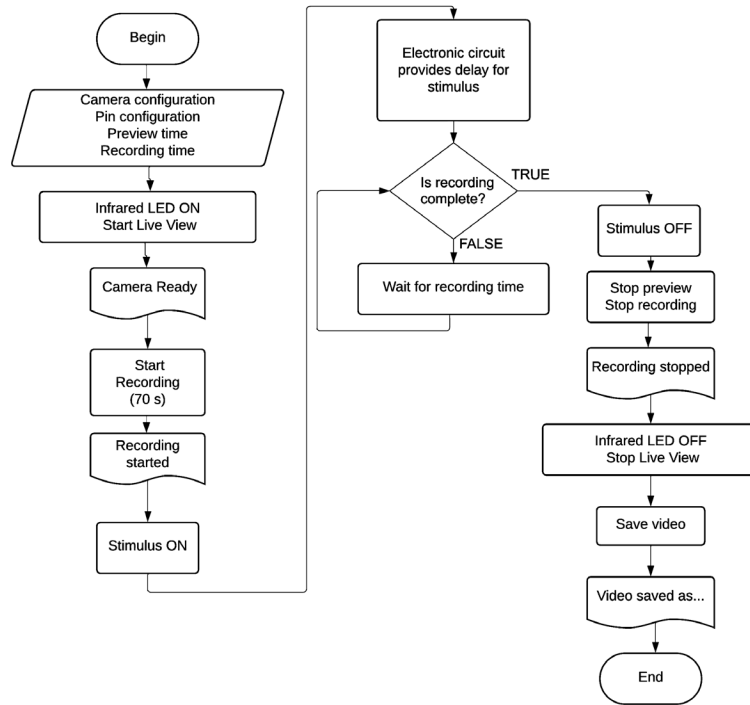 Begin
Camera configuration
Pin configuration
Preview time
Recording time
Infrared LED ON
Start Live View
Camera Ready
Start
Recording
(70 s)
Recording
started
Stimulus ON
Electronic circuit
provides delay for
stimulus
Is recording
complete?
TRUE
FALSE
Wait for recording time
Stimulus OFF
Stop preview
Stop recording
Recording stopped
Infrared LED OFF
Stop Live View
Save video
Video saved as...
End